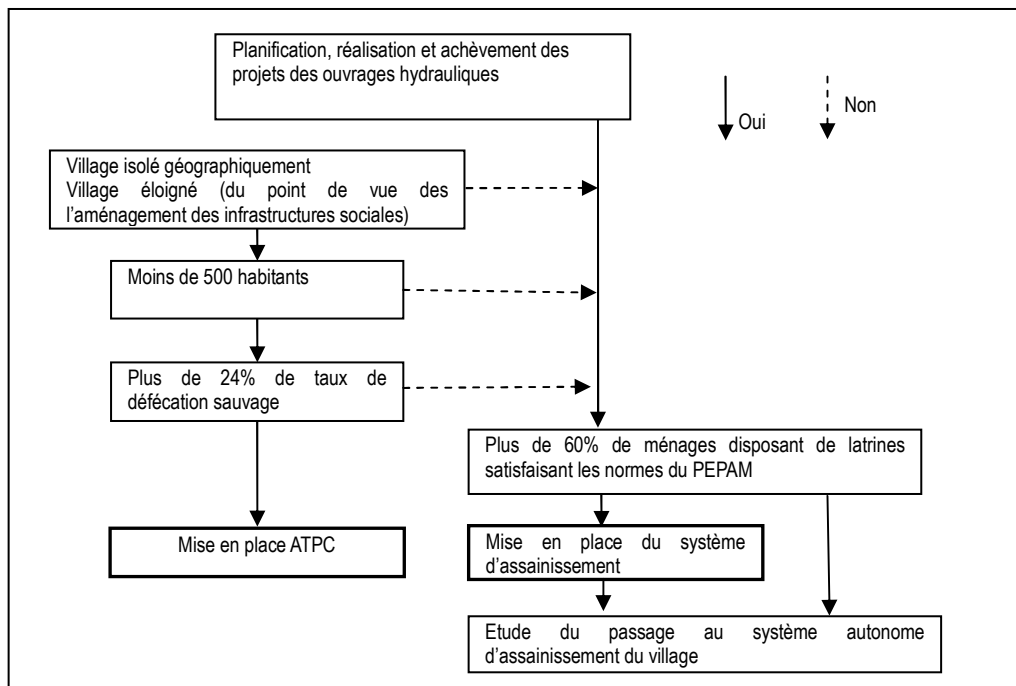 Planification, réalisation et achèvement des
projets des ouvrages hydrauliques
Oui
Non
Village isolé géographiquement
Village éloigné (du point de vue des
l'aménagement des infrastructures sociales)
Moins de 500 habitants
Plus de 24% de taux de
défécation sauvage
Plus de 60% de ménages disposant de latrines
satisfaisant les normes du PEPAM
Mise en place ATPC
Mise en place du système
d'assainissement
Etude du passage au système autonome
d'assainissement du village